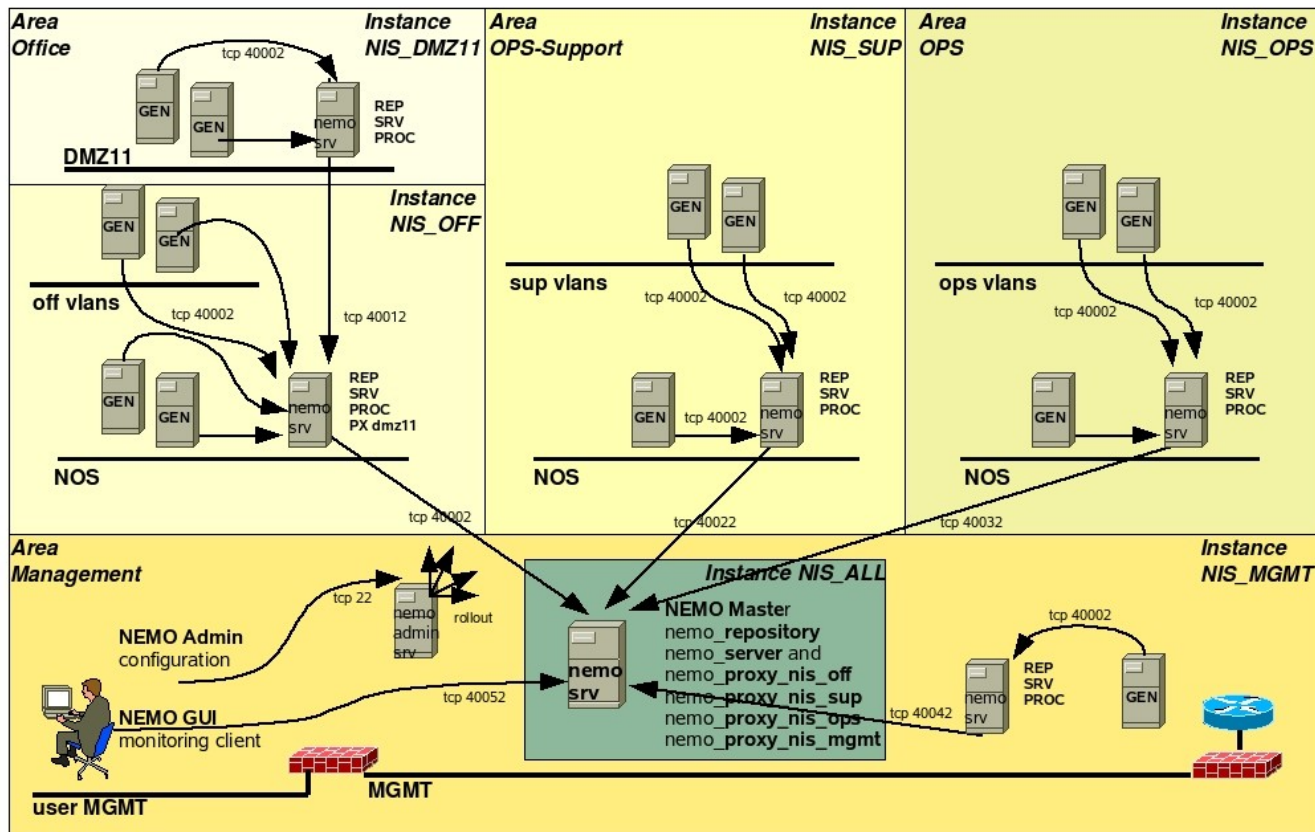 Area
Office
Instance
NIS_DMZ11
tcp 40002
GEN
GEN
nemo
srv
REP
SRV
PROC
DMZ11
Instance
NIS_OFF
GEN
GEN
off vlans
tcp 40002
tcp 40012
GEN
GEN
nemo
srv
REP
SRV
PROC
PX dmz11
NOS
tcp 40002
Area
OPS-Support
Instance
NIS_SUP
GEN
GEN
sup vlans
tcp 40002
tcp 40002
GEN
tcp 40002
nemo
srv
REP
SRV
PROC
NOS
tcp 40022
Area
OPS
Instance
NIS_OPS
GEN
GEN
ops vlans
tcp 40002
tcp 40002
GEN
nemo
srv
REP
SRV
PROC
NOS
tcp 40032
Area
Management
Instance
NIS_MGMT
tcp 22
nemo
admin
srv
rollout
NEMO Admin
configuration
NEMO GUI
monitoring client
tcp 40052
Instance NIS_ALL
nemo
srv
NEMO Master
nemo_repository
nemo_server and
nemo_proxy_nis_off
nemo_proxy_nis_sup
nemo_proxy_nis_ops
nemo_proxy_nis_mgmt
tcp 40042
nemo
srv
REP
SRV
PROC
tcp 40002
GEN
MGMT
user MGMT